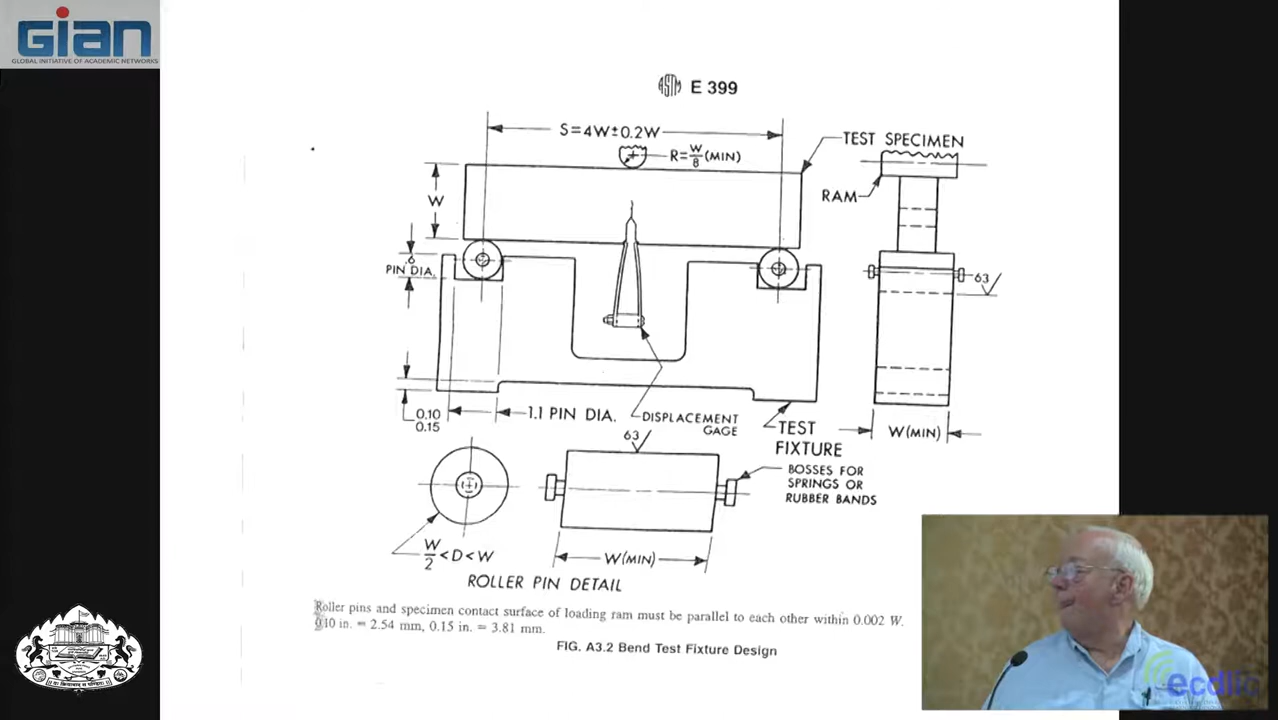 GIAN
GLOBAL INITIATIVE OF ACADEMIC NETWORKS
ASTM E 399
S=4W±0.2W
R=W/8 (MIN)
TEST SPECIMEN
RAM
W
.6
PIN DIA.
63
0.10
0.15
1.1 PIN DIA.
DISPLACEMENT
GAGE
TEST
FIXTURE
W(MIN)
63
BOSSES FOR
SPRINGS OR
RUBBER BANDS
W/2 <D<W
W(MIN)
ROLLER PIN DETAIL
Roller pins and specimen contact surface of loading ram must be parallel to each other within 0.002 W.
0.10 in. = 2.54 mm, 0.15 in. = 3.81 mm.
FIG. A3.2 Bend Test Fixture Design
ecdlic